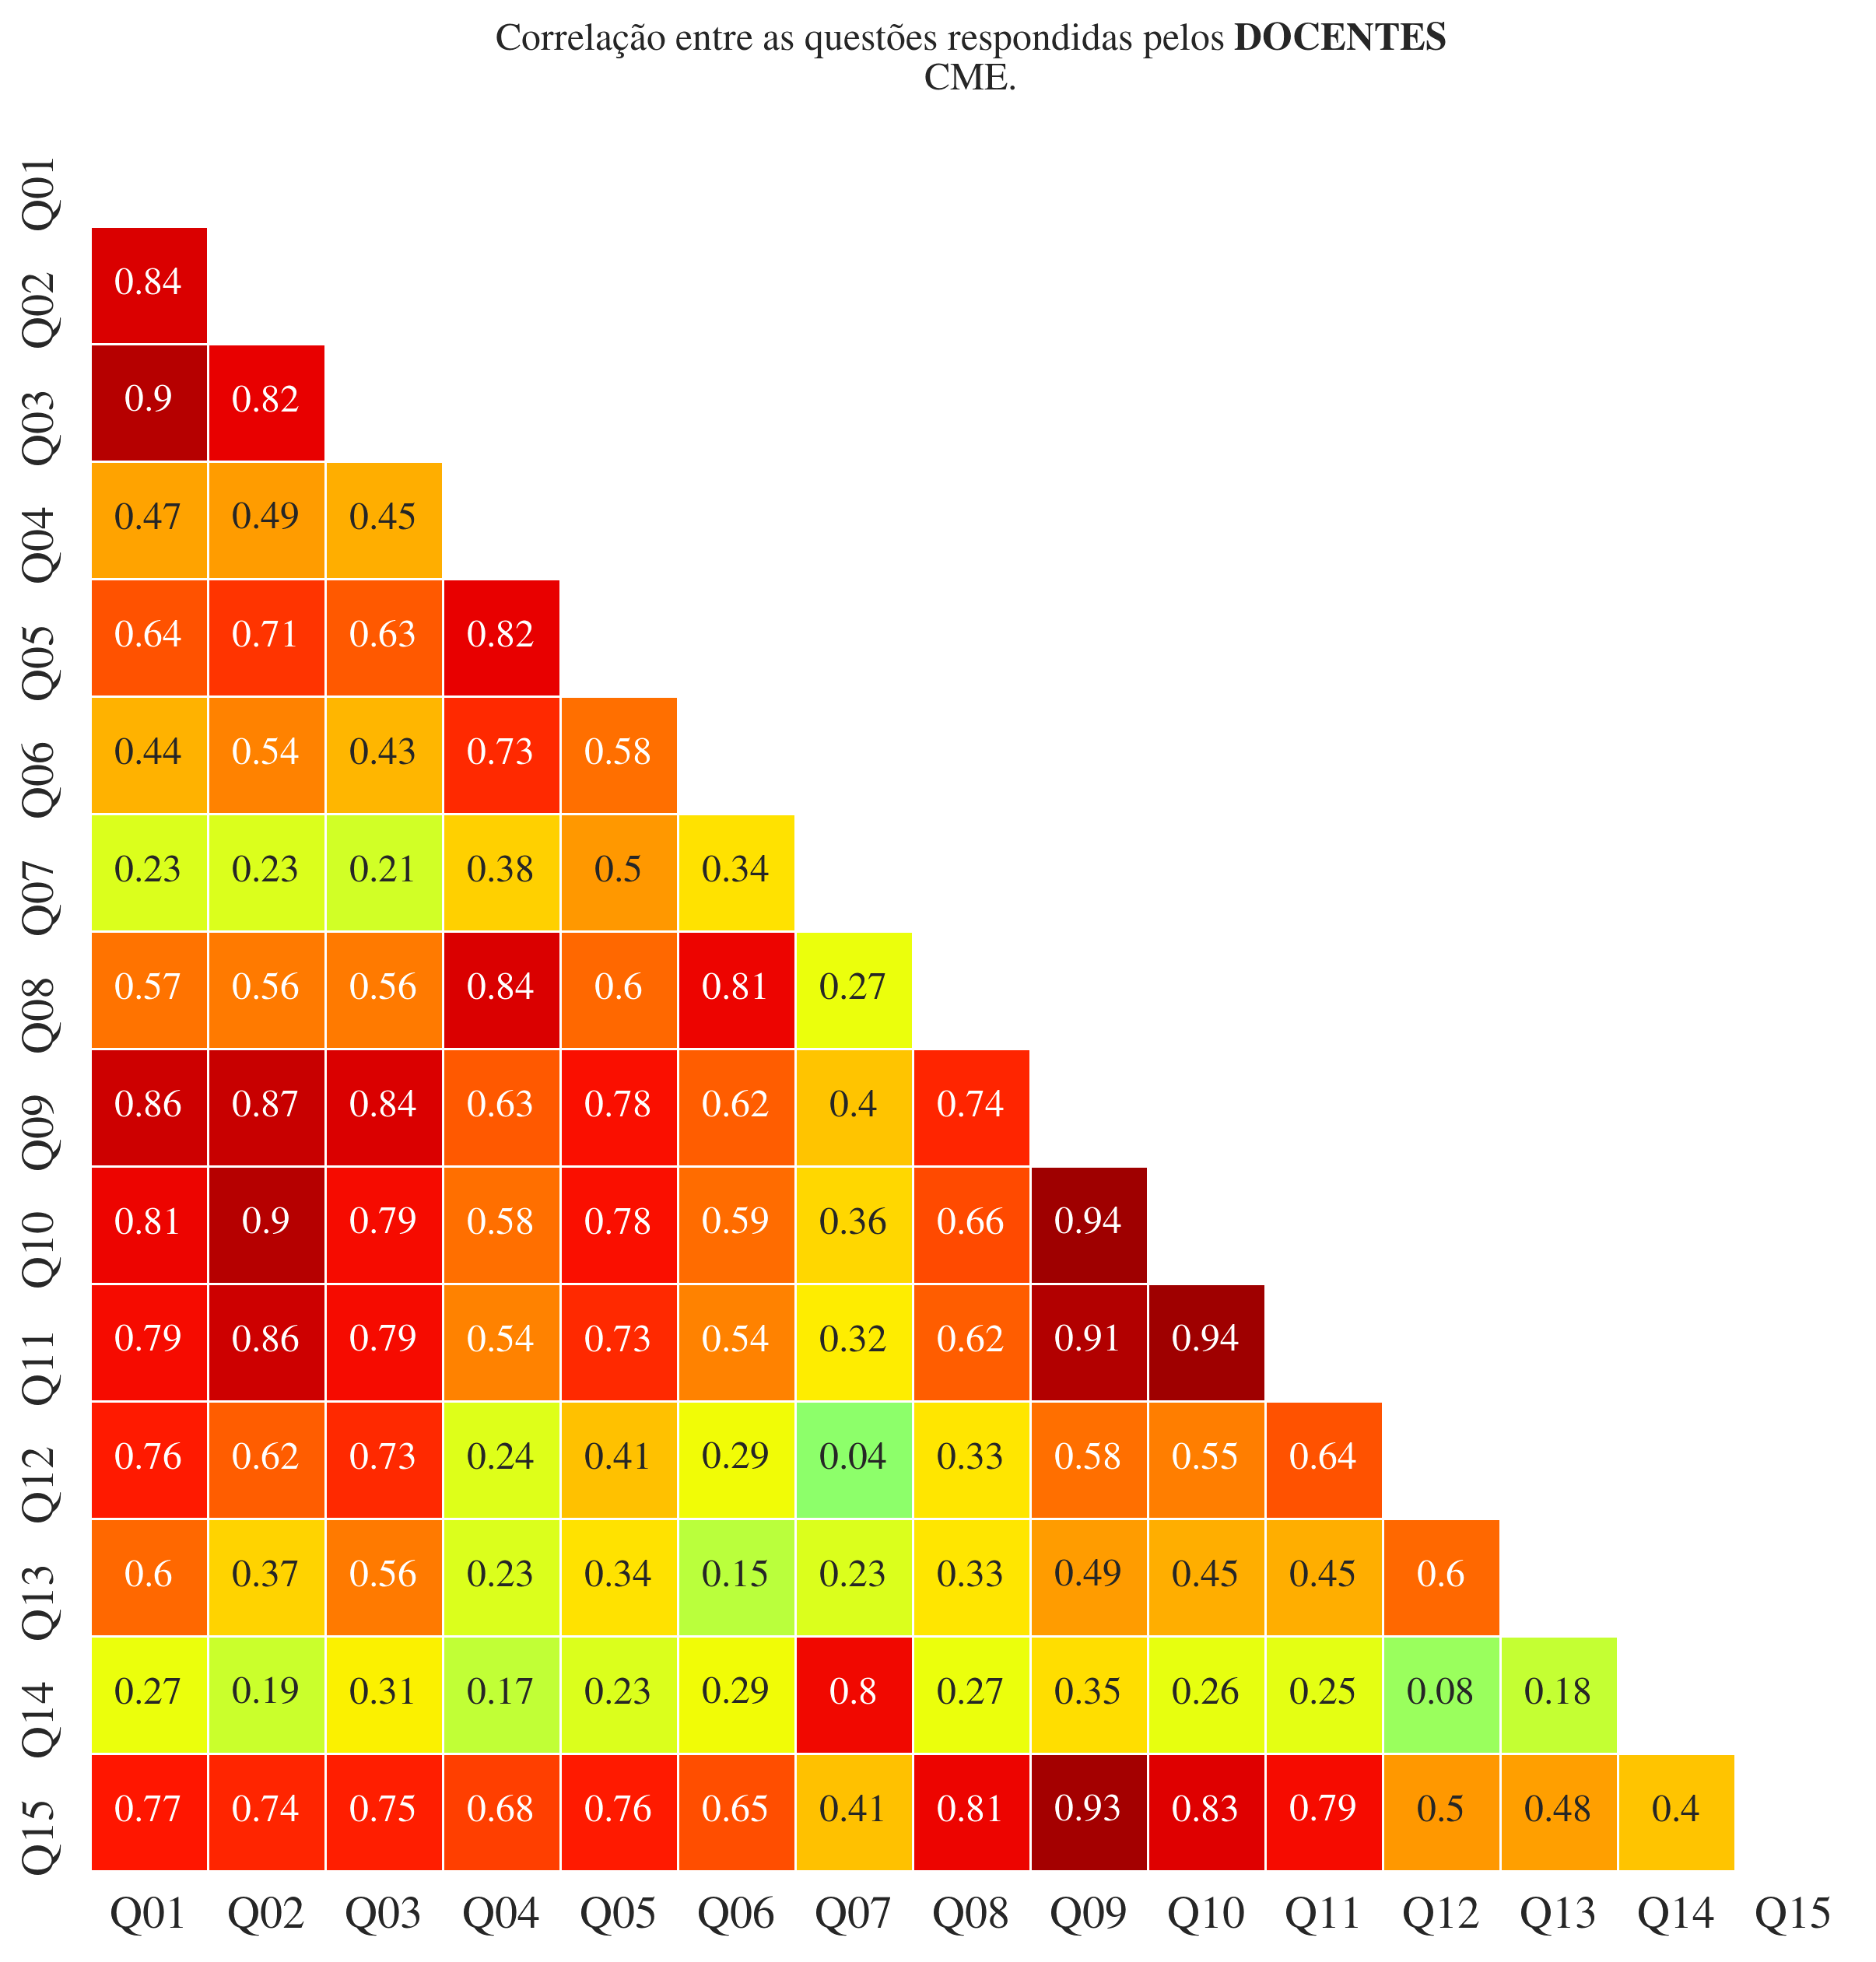 Correlação entre as questões respondidas pelos DOCENTES
CME.
Q01
Q02 0.84
Q03 0.9 0.82
Q04 0.47 0.49 0.45
Q05 0.64 0.71 0.63 0.82
Q06 0.44 0.54 0.43 0.73 0.58
Q07 0.23 0.23 0.21 0.38 0.5 0.34
Q08 0.57 0.56 0.56 0.84 0.6 0.81 0.27
Q09 0.86 0.87 0.84 0.63 0.78 0.62 0.4 0.74
Q10 0.81 0.9 0.79 0.58 0.78 0.59 0.36 0.66 0.94
Q11 0.79 0.86 0.79 0.54 0.73 0.54 0.32 0.62 0.91 0.94
Q12 0.76 0.62 0.73 0.24 0.41 0.29 0.04 0.33 0.58 0.55 0.64
Q13 0.6 0.37 0.56 0.23 0.34 0.15 0.23 0.33 0.49 0.45 0.45 0.6
Q14 0.27 0.19 0.31 0.17 0.23 0.29 0.8 0.27 0.35 0.26 0.25 0.08 0.18
Q15 0.77 0.74 0.75 0.68 0.76 0.65 0.41 0.81 0.93 0.83 0.79 0.5 0.48 0.4
Q01 Q02 Q03 Q04 Q05 Q06 Q07 Q08 Q09 Q10 Q11 Q12 Q13 Q14 Q15